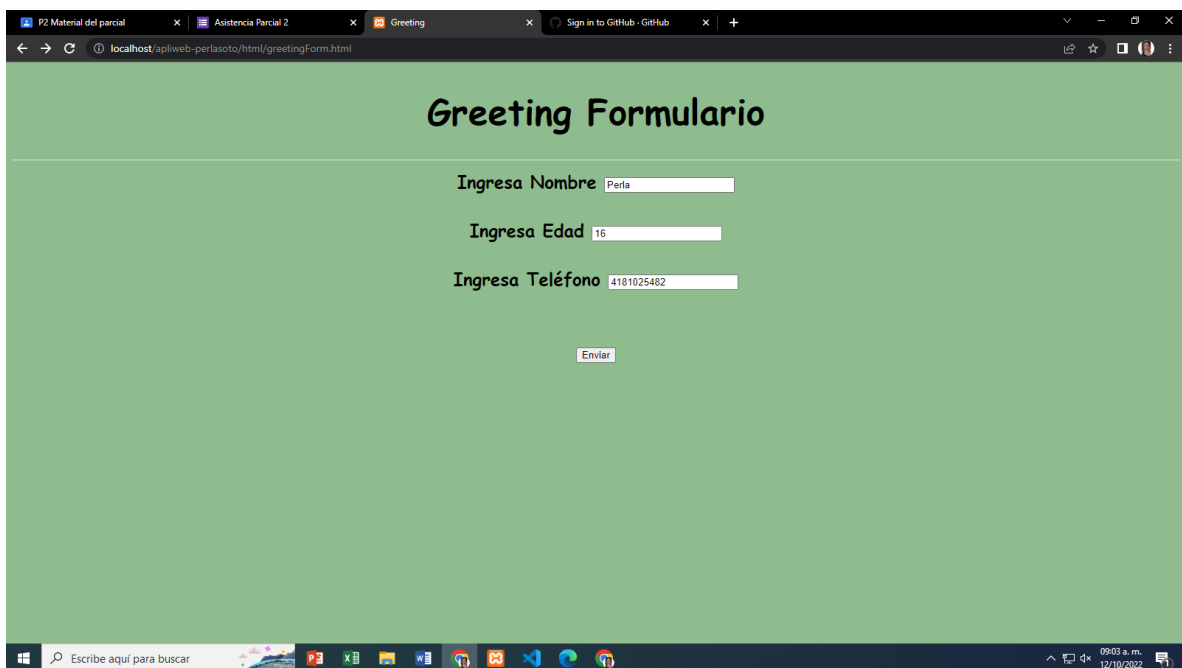 P2 Material del parcial
Asistencia Parcial 2
Greeting
Sign in to GitHub · GitHub
localhost/apliweb-perlasoto/html/greetingForm.html
Greeting Formulario
Ingresa Nombre Perla
Ingresa Edad 16
Ingresa Teléfono 4181025482
Enviar
Escribe aquí para buscar
09:03 a. m.
12/10/2022